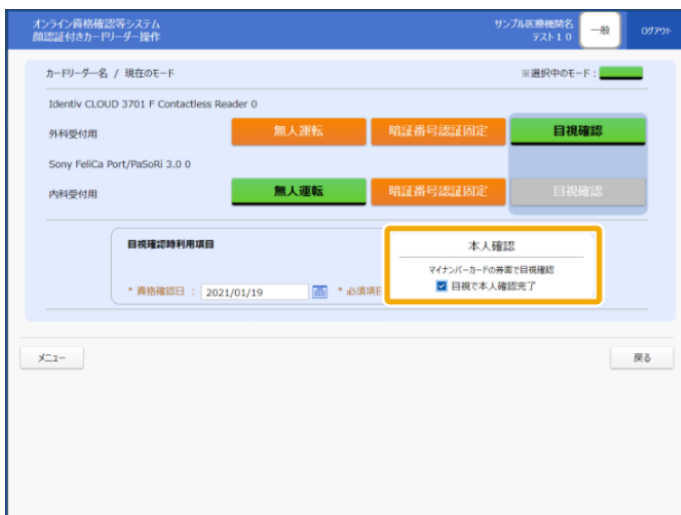 オンライン資格確認等システム
顔認証付きカードリーダー操作
サンプル医療機関名
テスト10
一般
ログアウト
カードリーダー名 / 現在のモード
※選択中のモード:
Identiv CLOUD 3701 F Contactless Reader 0
外科受付用
無人運転
暗証番号認証固定
目視確認
Sony FeliCa Port/PaSoRi 3.0 0
内科受付用
無人運転
暗証番号認証固定
目視確認
目視確認時利用項目
* 資格確認日 : 2021/01/19
* 必須項目
本人確認
マイナンバーカードの券面で目視確認
目視で本人確認完了
メニュー
戻る